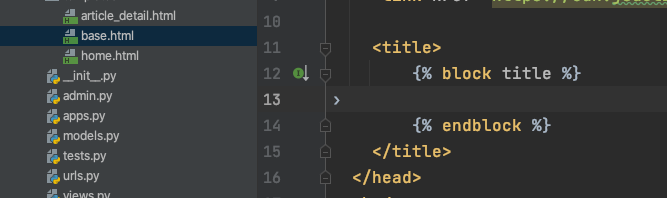 article_detail.html
base.html
home.html
__init__.py
admin.py
apps.py
models.py
tests.py
urls.py
views.py
10
11 <title>
12 {% block title %}
13
14 {% endblock %}
15 </title>
16 </head>